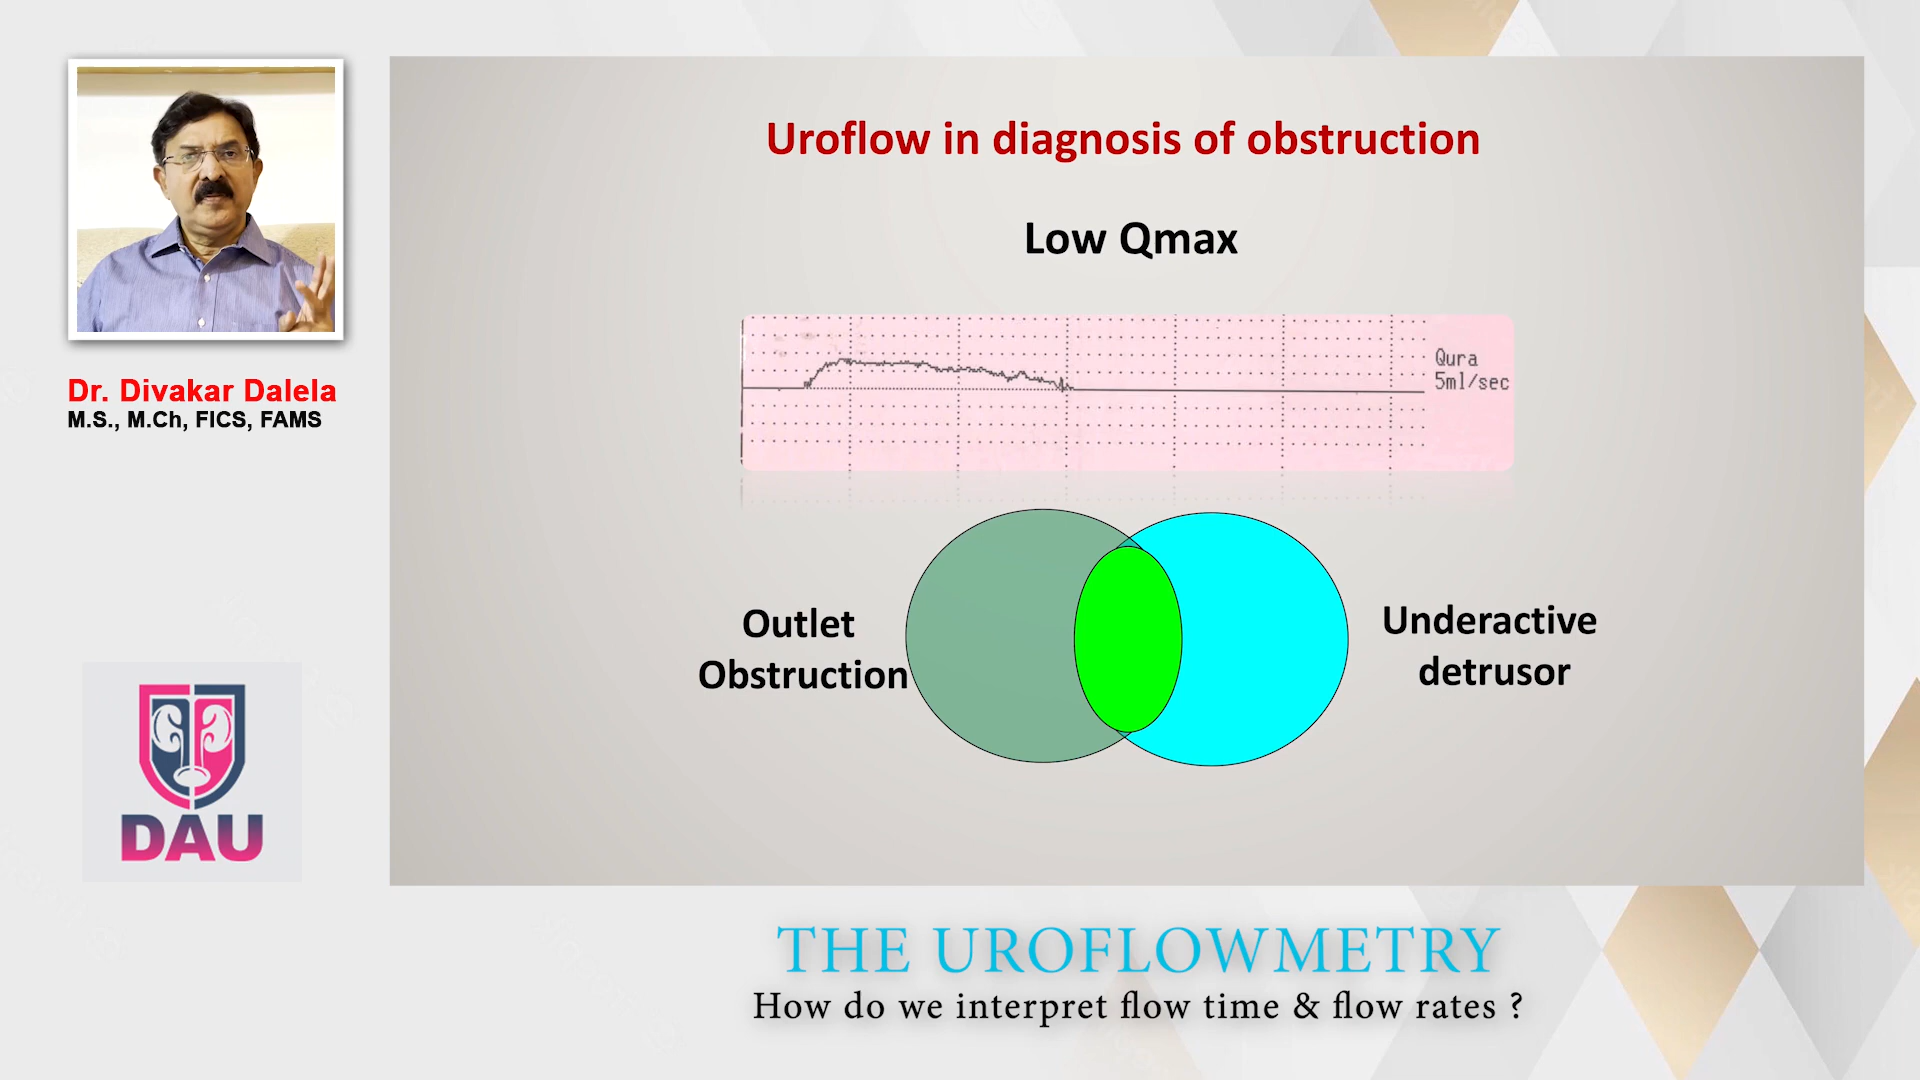 Dr. Divakar Dalela
M.S., M.Ch, FICS, FAMS
DAU
Uroflow in diagnosis of obstruction
Low Qmax
Qura
5ml/sec
Outlet
Obstruction
Underactive
detrusor
THE UROFLOWMETRY
How do we interpret flow time & flow rates ?